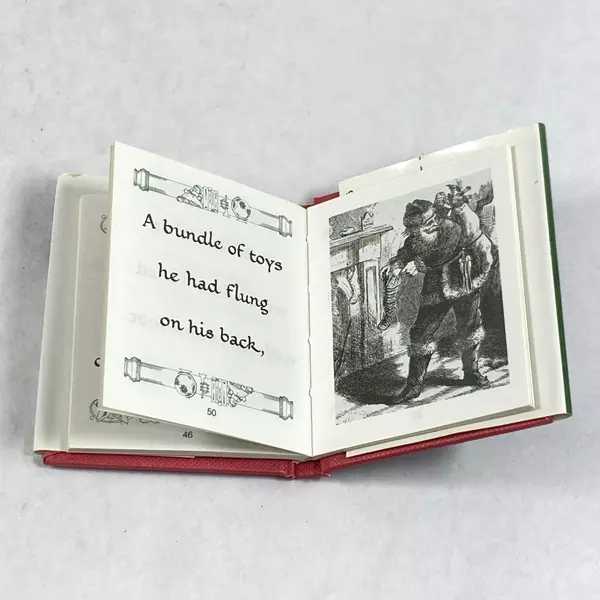 A bundle of toys
he had flung
on his back,
50
46